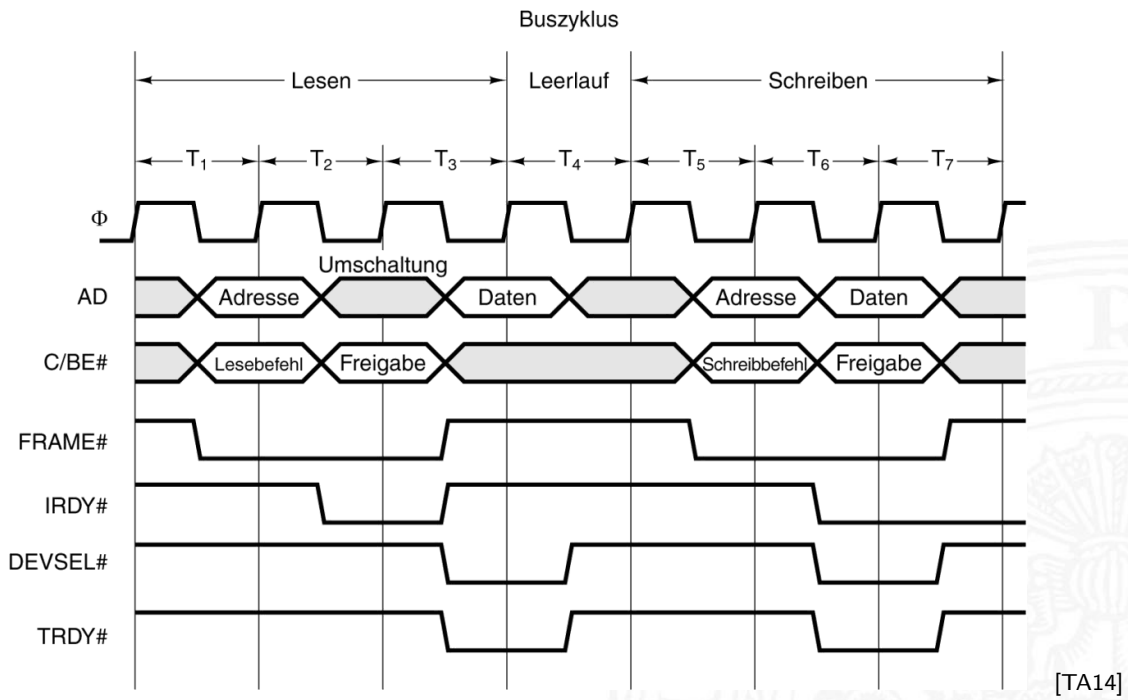 Buszyklus
Lesen Leerlauf Schreiben
T1 T2 T3 T4 T5 T6 T7
Φ
Umschaltung
AD Adresse Daten Adresse Daten
C/BE# Lesebefehl Freigabe Schreibbefehl Freigabe
FRAME#
IRDY#
DEVSEL#
TRDY#
[TA14]